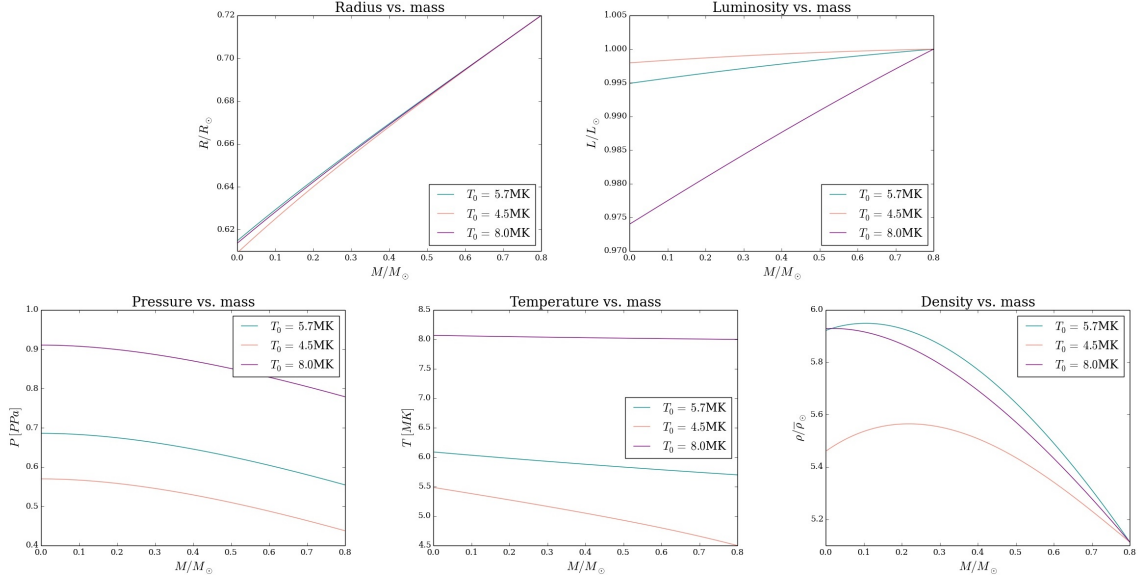 Radius vs. mass
0.72
0.70
0.68
0.66
0.64
0.62
R/R☉
T₀ = 5.7MK
T₀ = 4.5MK
T₀ = 8.0MK
0.0 0.1 0.2 0.3 0.4 0.5 0.6 0.7 0.8
M/M☉
Luminosity vs. mass
1.005
1.000
0.995
0.990
0.985
0.980
0.975
0.970
L/L☉
T₀ = 5.7MK
T₀ = 4.5MK
T₀ = 8.0MK
0.0 0.1 0.2 0.3 0.4 0.5 0.6 0.7 0.8
M/M☉
Pressure vs. mass
1.0
0.9
0.8
0.7
0.6
0.5
0.4
P [PPa]
T₀ = 5.7MK
T₀ = 4.5MK
T₀ = 8.0MK
0.0 0.1 0.2 0.3 0.4 0.5 0.6 0.7 0.8
M/M☉
Temperature vs. mass
8.5
8.0
7.5
7.0
6.5
6.0
5.5
5.0
4.5
T [MK]
T₀ = 5.7MK
T₀ = 4.5MK
T₀ = 8.0MK
0.0 0.1 0.2 0.3 0.4 0.5 0.6 0.7 0.8
M/M☉
Density vs. mass
6.0
5.8
5.6
5.4
5.2
ρ/ρ̅☉
T₀ = 5.7MK
T₀ = 4.5MK
T₀ = 8.0MK
0.0 0.1 0.2 0.3 0.4 0.5 0.6 0.7 0.8
M/M☉